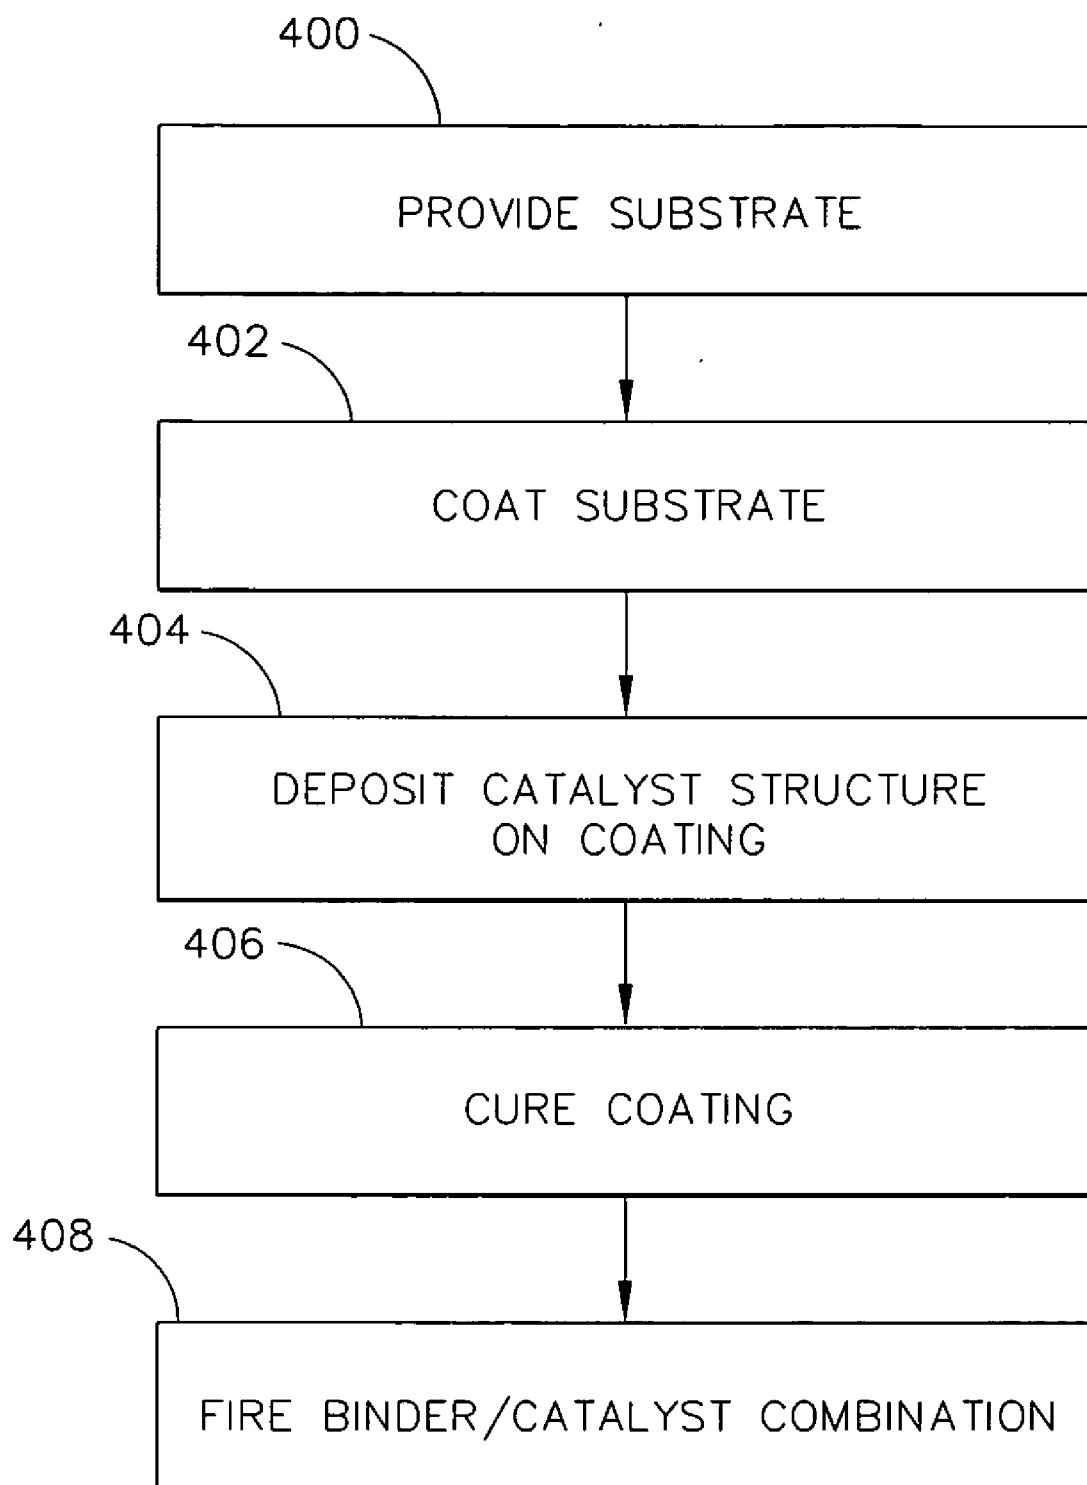 400
PROVIDE SUBSTRATE
402
COAT SUBSTRATE
404
DEPOSIT CATALYST STRUCTURE
ON COATING
406
CURE COATING
408
FIRE BINDER/CATALYST COMBINATION